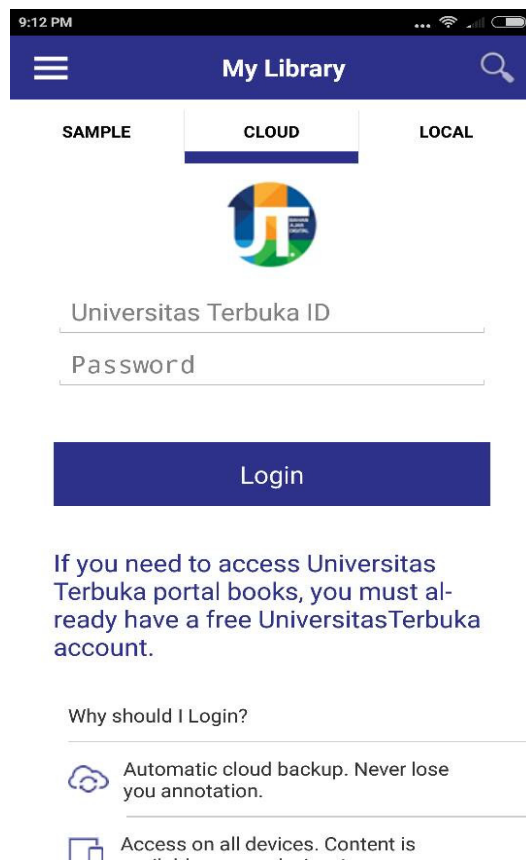 9:12 PM
My Library
SAMPLE CLOUD LOCAL
UT
Universitas Terbuka ID
Password
Login
If you need to access Universitas
Terbuka portal books, you must al-
ready have a free UniversitasTerbuka
account.
Why should I Login?
Automatic cloud backup. Never lose
you annotation.
Access on all devices. Content is